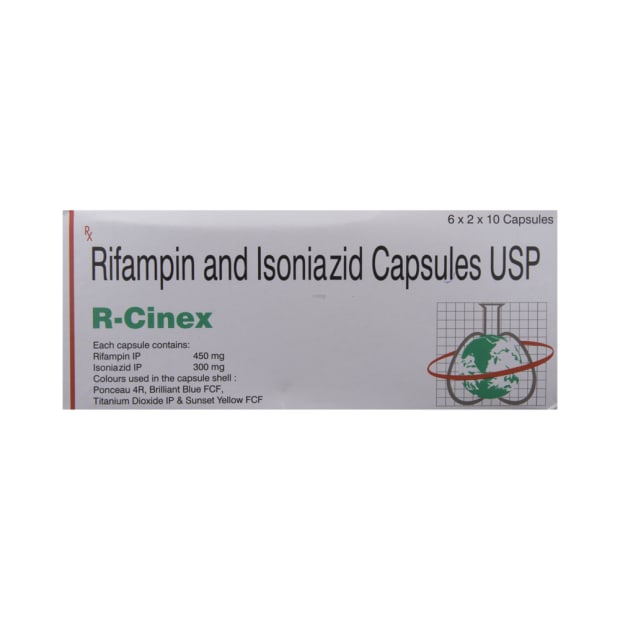 6 x 2 x 10 Capsules
Rx
Rifampin and Isoniazid Capsules USP
R-Cinex
Each capsule contains:
Rifampin IP 450 mg
Isoniazid IP 300 mg
Colours used in the capsule shell :
Ponceau 4R, Brilliant Blue FCF,
Titanium Dioxide IP & Sunset Yellow FCF